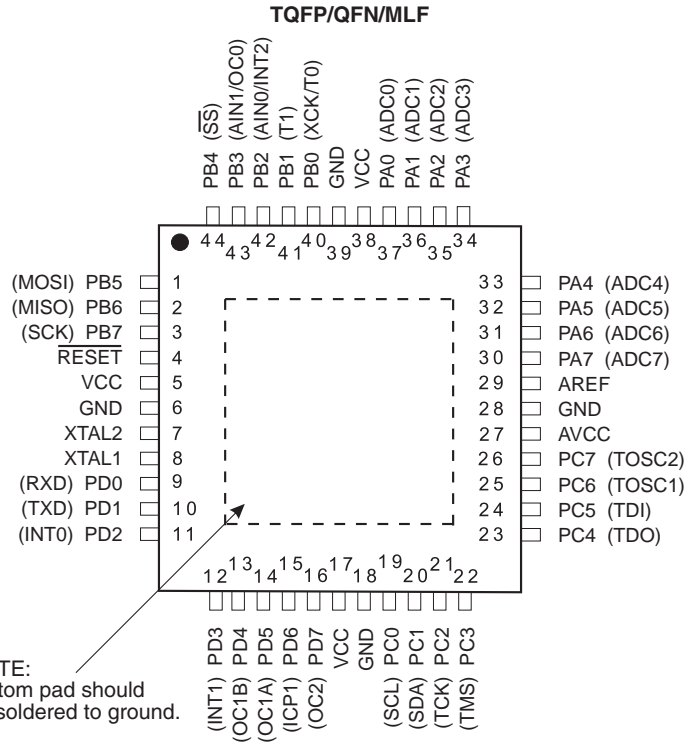 TQFP/QFN/MLF
PB4 (SS)
PB3 (AIN1/OC0)
PB2 (AIN0/INT2)
PB1 (T1)
PB0 (XCK/T0)
GND
VCC
PA0 (ADC0)
PA1 (ADC1)
PA2 (ADC2)
PA3 (ADC3)
44
43
42
41
40
39
38
37
36
35
34
(MOSI) PB5 1
(MISO) PB6 2
(SCK) PB7 3
RESET 4
VCC 5
GND 6
XTAL2 7
XTAL1 8
(RXD) PD0 9
(TXD) PD1 10
(INT0) PD2 11
33 PA4 (ADC4)
32 PA5 (ADC5)
31 PA6 (ADC6)
30 PA7 (ADC7)
29 AREF
28 GND
27 AVCC
26 PC7 (TOSC2)
25 PC6 (TOSC1)
24 PC5 (TDI)
23 PC4 (TDO)
12
13
14
15
16
17
18
19
20
21
22
(INT1) PD3
(OC1B) PD4
(OC1A) PD5
(ICP1) PD6
(OC2) PD7
VCC
GND
(SCL) PC0
(SDA) PC1
(TCK) PC2
(TMS) PC3
TE:
tom pad should
soldered to ground.